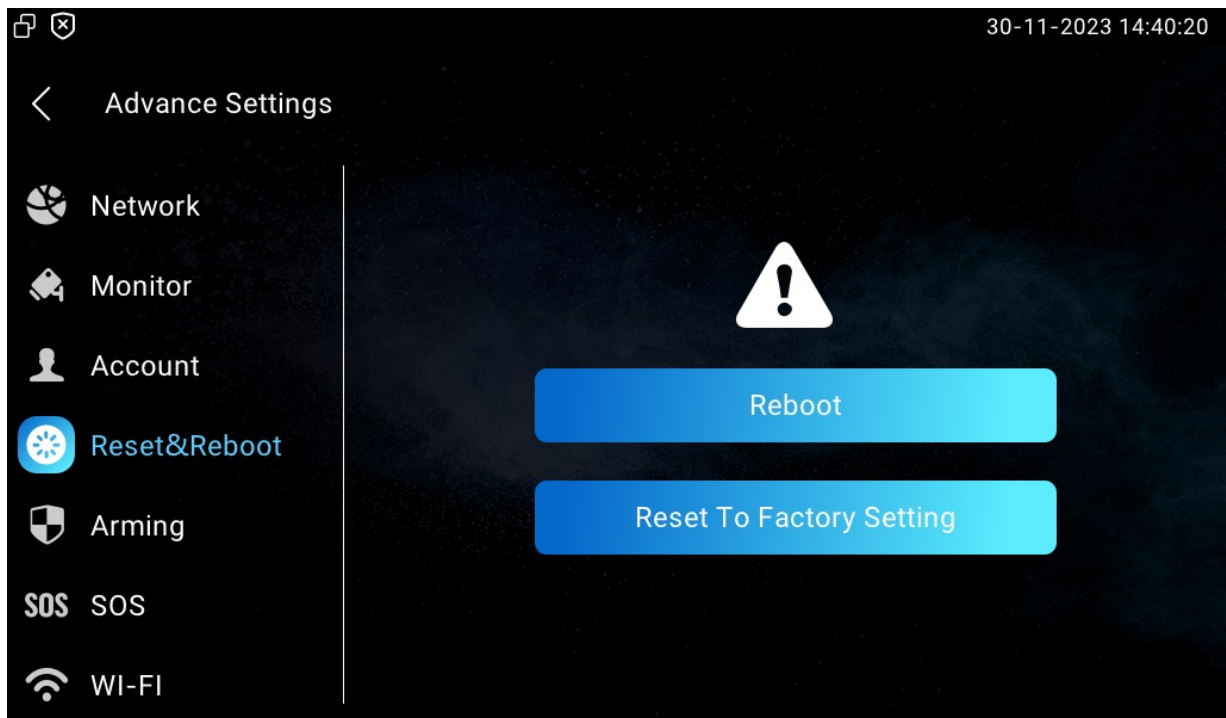 30-11-2023 14:40:20
Advance Settings
Network
Monitor
Account
Reset&Reboot
Arming
SOS SOS
WI-FI
Reboot
Reset To Factory Setting